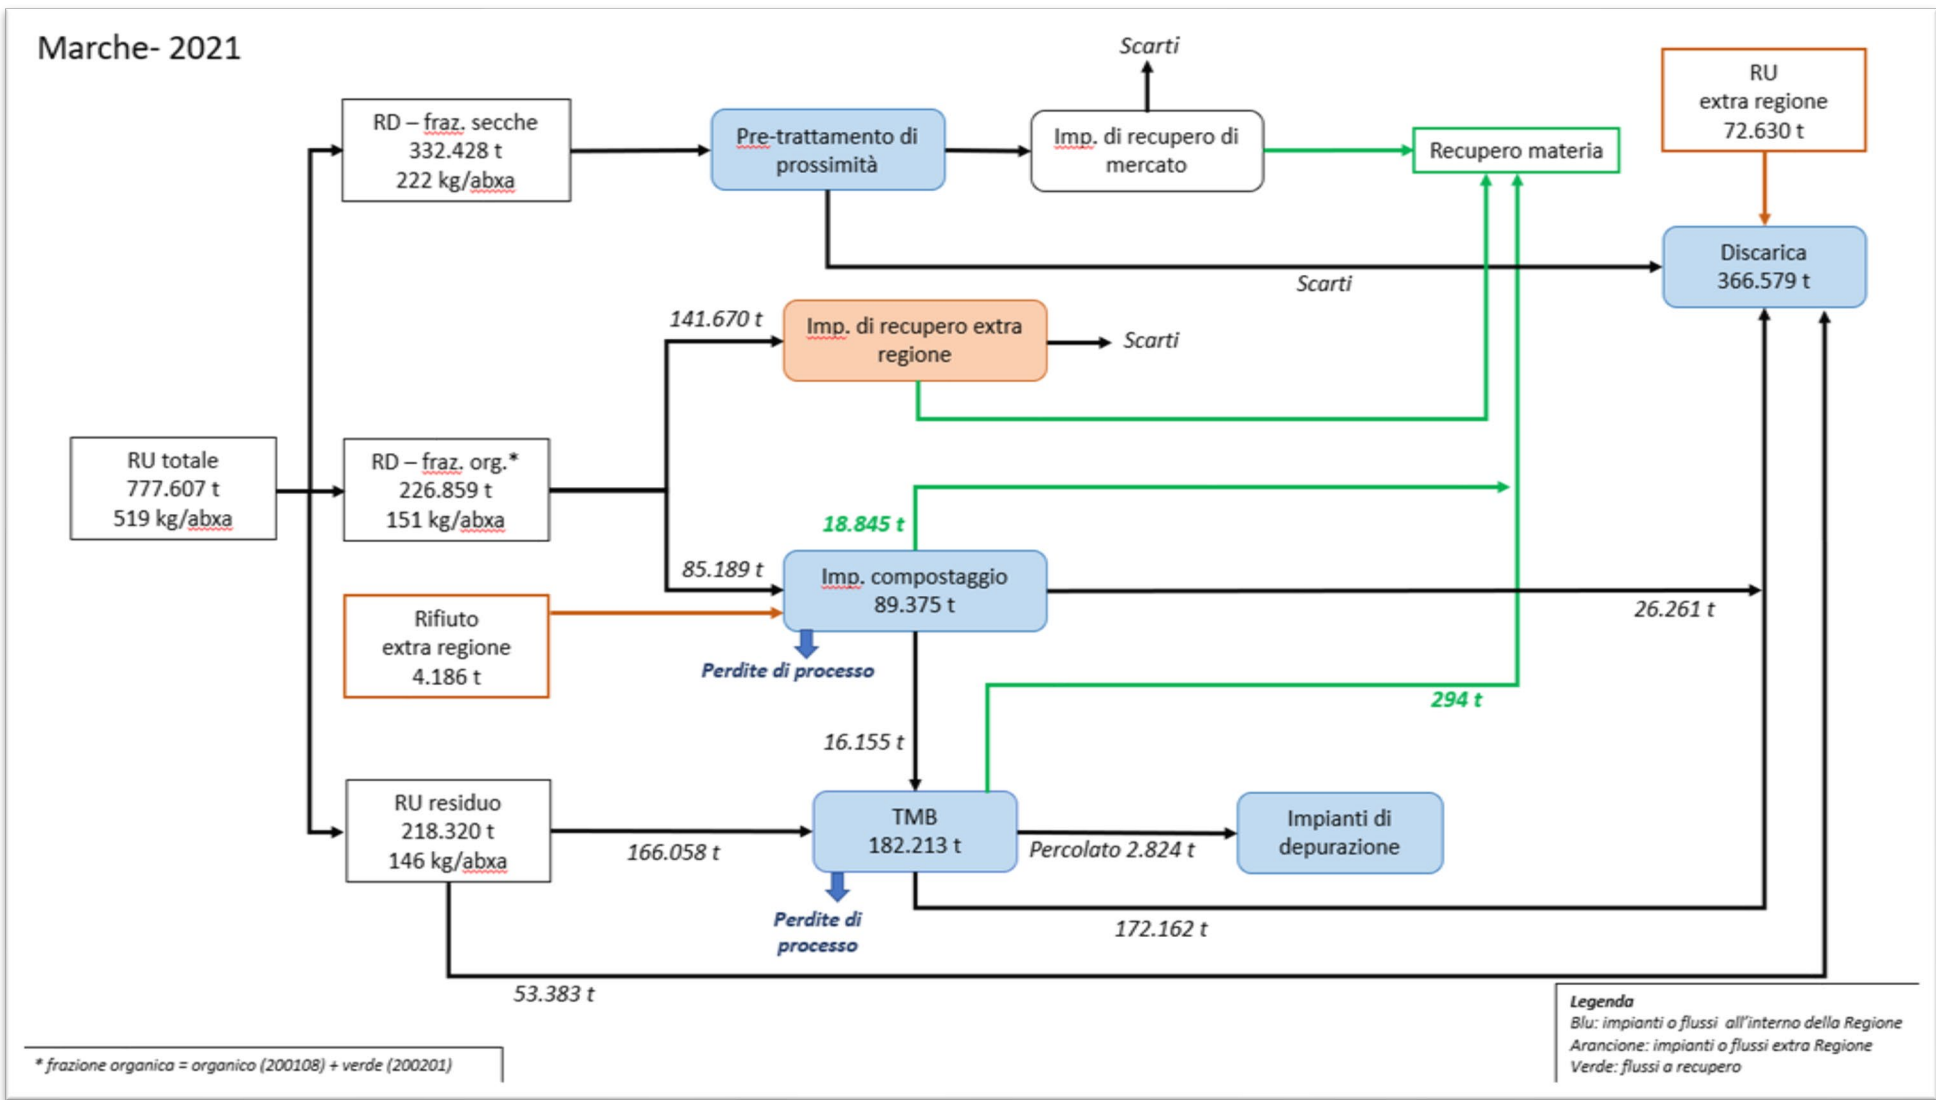 Marche- 2021
Scarti
RU
extra regione
72.630 t
RD – fraz. secche
332.428 t
222 kg/abxa
Pre-trattamento di
prossimità
Imp. di recupero di
mercato
Recupero materia
Discarica
366.579 t
Scarti
141.670 t
Imp. di recupero extra
regione
Scarti
RU totale
777.607 t
519 kg/abxa
RD – fraz. org.*
226.859 t
151 kg/abxa
18.845 t
85.189 t
Imp. compostaggio
89.375 t
26.261 t
Rifiuto
extra regione
4.186 t
Perdite di processo
294 t
16.155 t
RU residuo
218.320 t
146 kg/abxa
166.058 t
TMB
182.213 t
Percolato 2.824 t
Impianti di
depurazione
Perdite di
processo
172.162 t
53.383 t
Legenda
Blu: impianti o flussi all’interno della Regione
Arancione: impianti o flussi extra Regione
Verde: flussi a recupero
* frazione organica = organico (200108) + verde (200201)